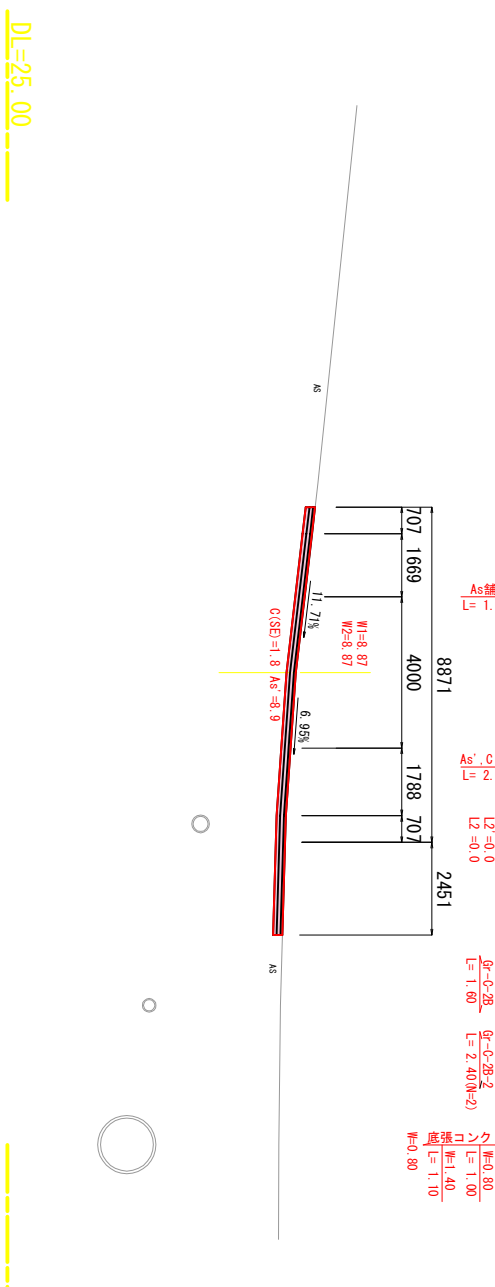 DL=25.00
AS
707
1669
4000
1788
707
8871
2451
11.71%
6.95%
W1=8.87
W2=8.87
C(SE)=1.8 As'=8.9
AS
As舗
L= 1.
As'.C
L= 2.
L2'=0.0
L2 =0.0
Gr-C-2B
L= 1.60
Gr-C-2B-2
L= 2.40(N=2)
底張コンク
W=0.80
L= 1.00
W=1.40
L= 1.10
W=0.80